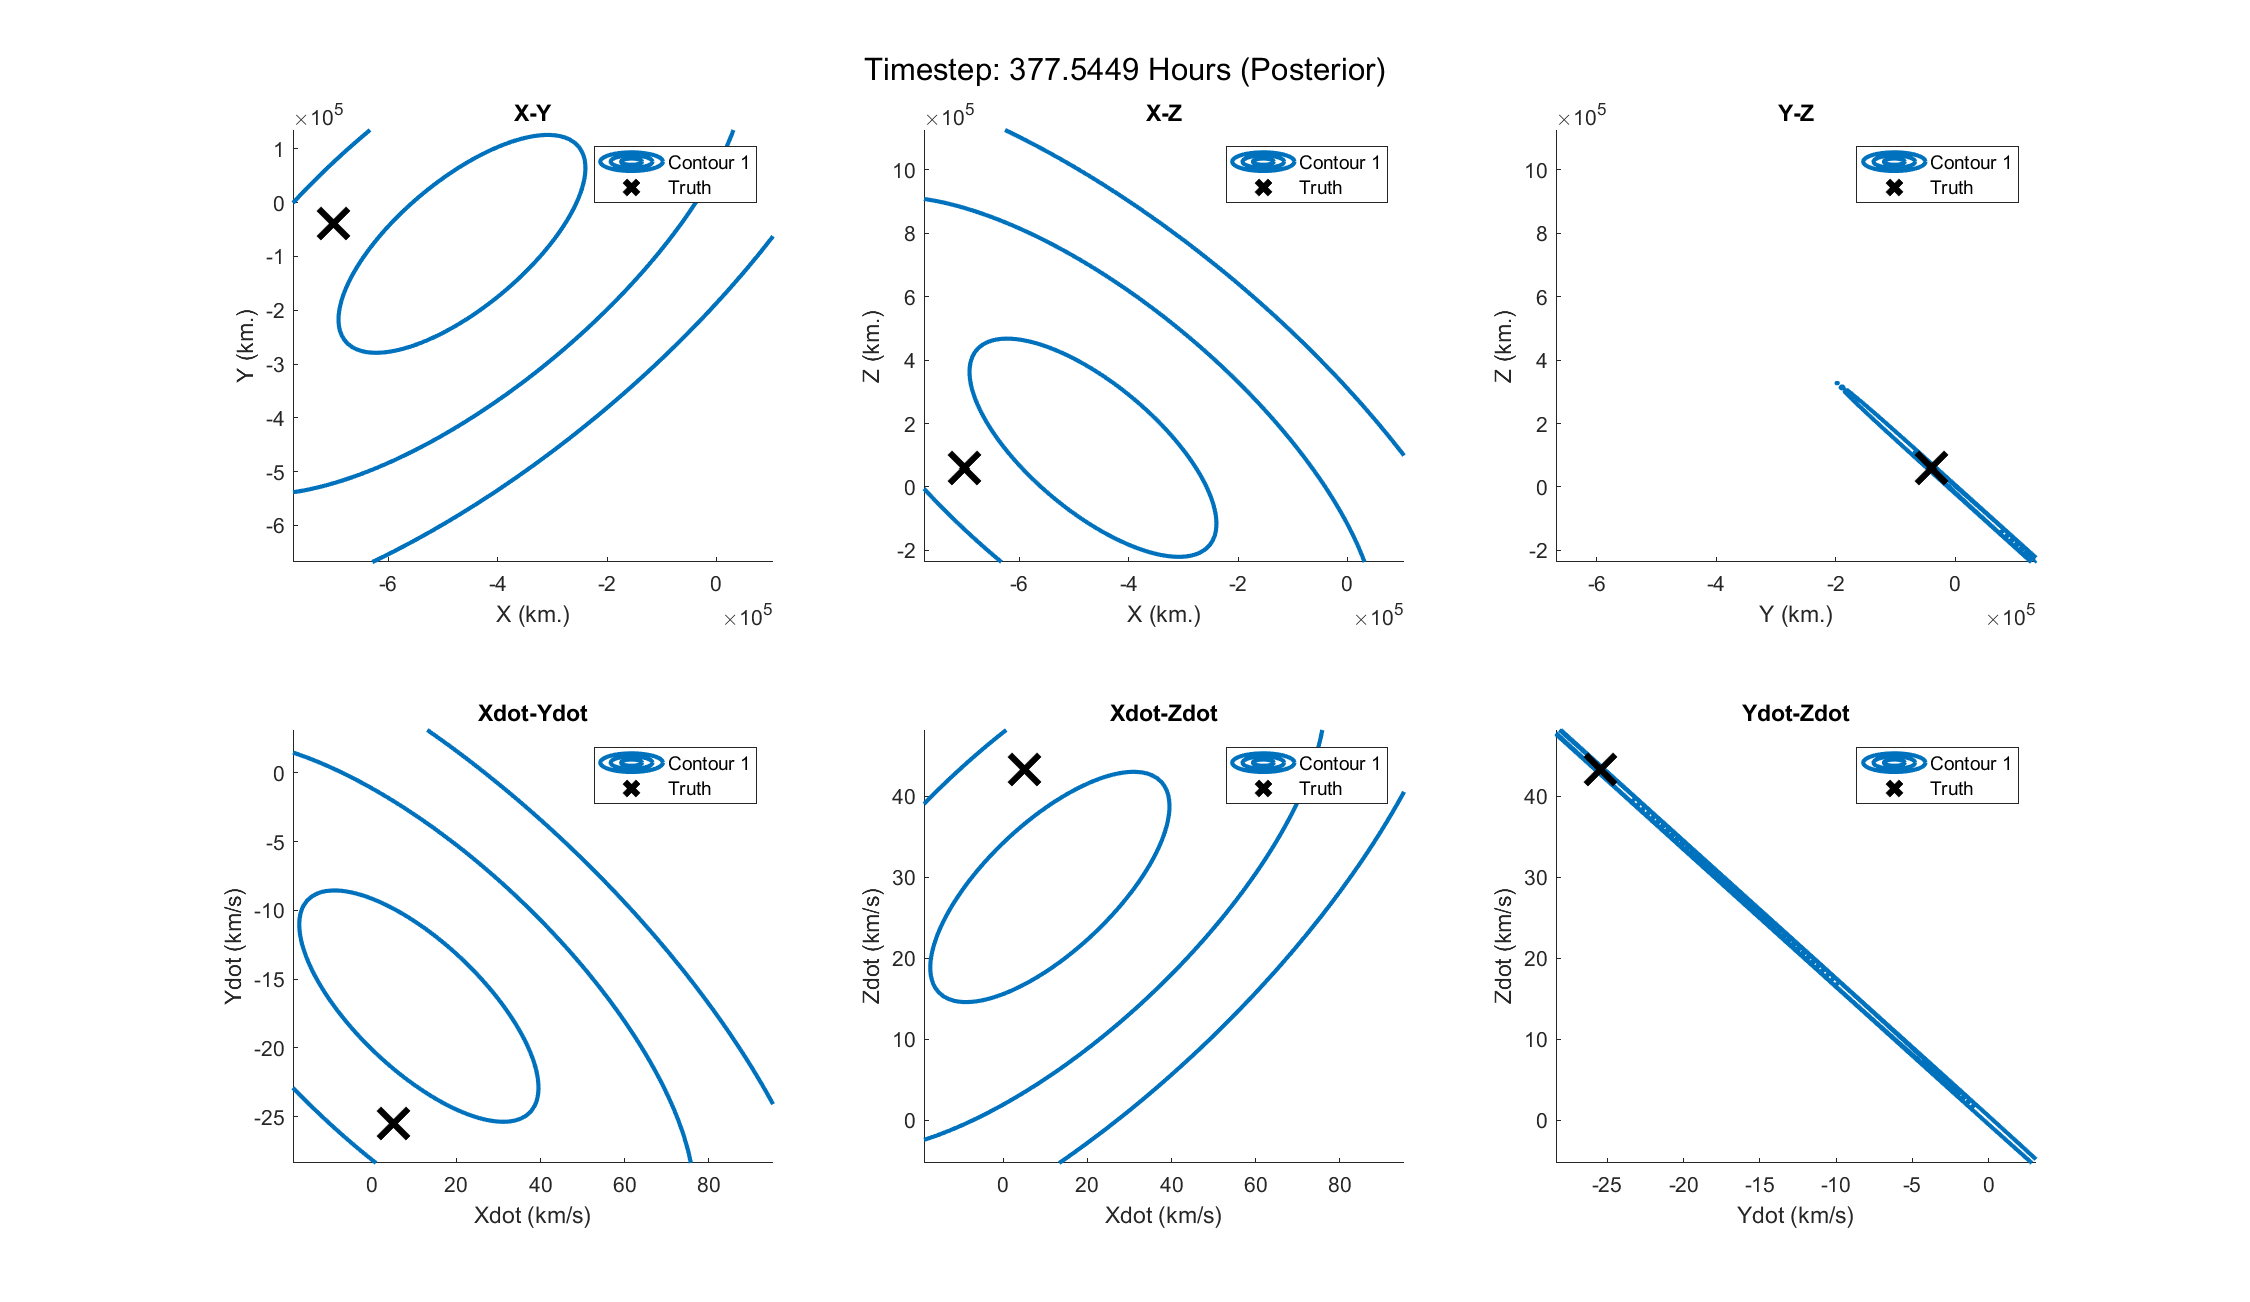 Timestep: 377.5449 Hours (Posterior)
X-Y
×10^5
1
0
-1
-2
-3
-4
-5
-6
Y (km.)
-6 -4 -2 0
X (km.)
×10^5
Contour 1
Truth
X-Z
×10^5
10
8
6
4
2
0
-2
Z (km.)
-6 -4 -2 0
X (km.)
×10^5
Contour 1
Truth
Y-Z
×10^5
10
8
6
4
2
0
-2
Z (km.)
-6 -4 -2 0
Y (km.)
×10^5
Contour 1
Truth
Xdot-Ydot
0
-5
-10
-15
-20
-25
Ydot (km/s)
0 20 40 60 80
Xdot (km/s)
Contour 1
Truth
Xdot-Zdot
40
30
20
10
0
Zdot (km/s)
0 20 40 60 80
Xdot (km/s)
Contour 1
Truth
Ydot-Zdot
40
30
20
10
0
Zdot (km/s)
-25 -20 -15 -10 -5 0
Ydot (km/s)
Contour 1
Truth